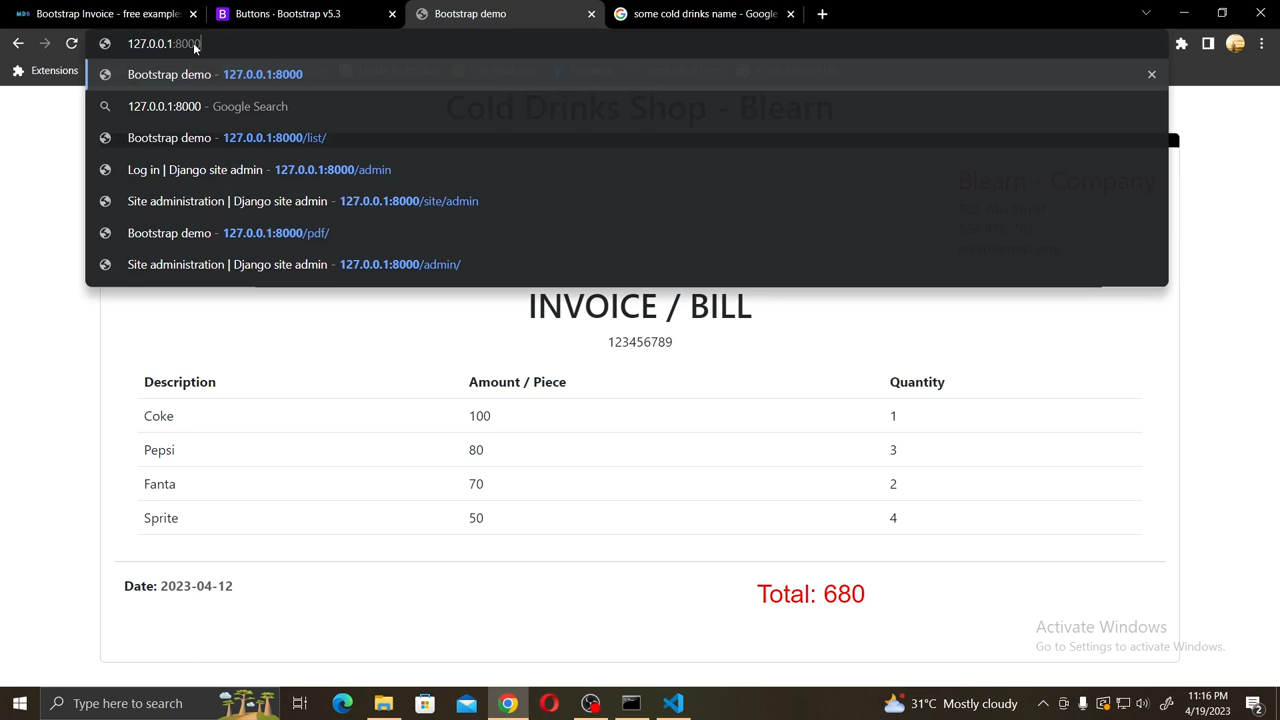 Bootstrap Invoice - free example
Buttons · Bootstrap v5.3
Bootstrap demo
some cold drinks name - Google
127.0.0.1:8000
Extensions
Bootstrap demo - 127.0.0.1:8000
127.0.0.1:8000 - Google Search
Bootstrap demo - 127.0.0.1:8000/list/
Log in | Django site admin - 127.0.0.1:8000/admin
Site administration | Django site admin - 127.0.0.1:8000/site/admin
Bootstrap demo - 127.0.0.1:8000/pdf/
Site administration | Django site admin - 127.0.0.1:8000/admin/
Cold Drinks Shop - Blearn
Blearn - Company
INVOICE / BILL
123456789
Description Amount / Piece Quantity
Coke 100 1
Pepsi 80 3
Fanta 70 2
Sprite 50 4
Date: 2023-04-12
Total: 680
Activate Windows
Go to Settings to activate Windows.
Type here to search
31°C Mostly cloudy
11:16 PM
4/19/2023
2